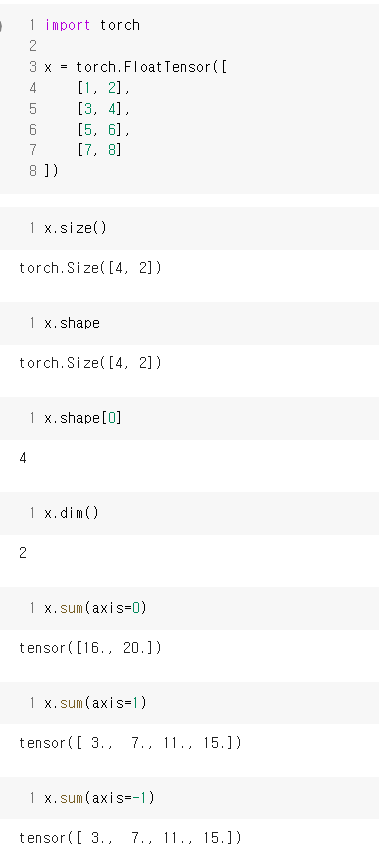 1 import torch
2
3 x = torch.FloatTensor([
4     [1, 2],
5     [3, 4],
6     [5, 6],
7     [7, 8]
8 ])
1 x.size()
torch.Size([4, 2])
1 x.shape
torch.Size([4, 2])
1 x.shape[0]
4
1 x.dim()
2
1 x.sum(axis=0)
tensor([16., 20.])
1 x.sum(axis=1)
tensor([ 3.,  7., 11., 15.])
1 x.sum(axis=-1)
tensor([ 3.,  7., 11., 15.])